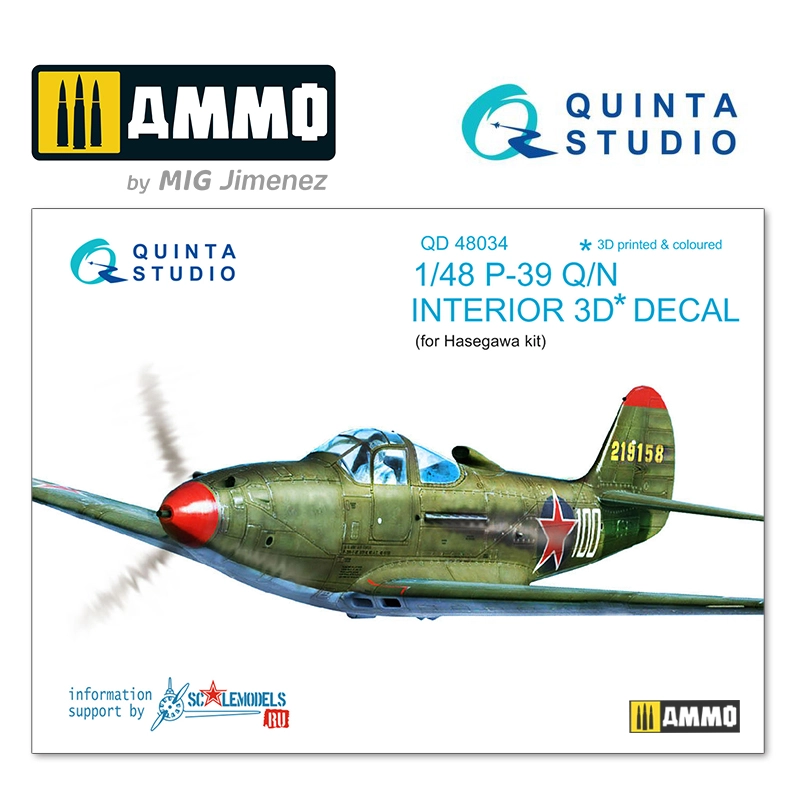 AMMO
by MIG Jimenez
QUINTA
STUDIO
QUINTA
STUDIO
QD 48034
* 3D printed & coloured
1/48 P-39 Q/N
INTERIOR 3D* DECAL
(for Hasegawa kit)
219158
100
information
support by
SCALEMODELS
RU
AMMO